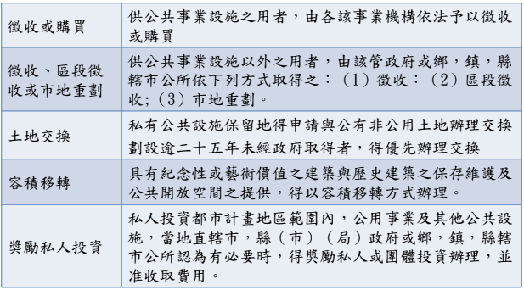 徵收或購買
供公共事業設施之用者，由各該事業機構依法予以徵收
或購買
徵收、區段徵
收或市地重劃
供公共事業設施以外之用者，由該管政府或鄉，鎮，縣
轄市公所依下列方式取得之：（1）徵收：（2）區段徵
收；（3）市地重劃。
土地交換
私有公共設施保留地得申請與公有非公用土地辦理交換
劃設逾二十五年未經政府取得者，得優先辦理交換
容積移轉
具有紀念性或藝術價值之建築與歷史建築之保存維護及
公共開放空間之提供，得以容積移轉方式辦理。
獎勵私人投資
私人投資都市計畫地區範圍內，公用事業及其他公共設
施，當地直轄市，縣（市）（局）政府或鄉，鎮，縣轄
市公所認為有必要時，得獎勵私人或團體投資辦理，並
准收取費用。